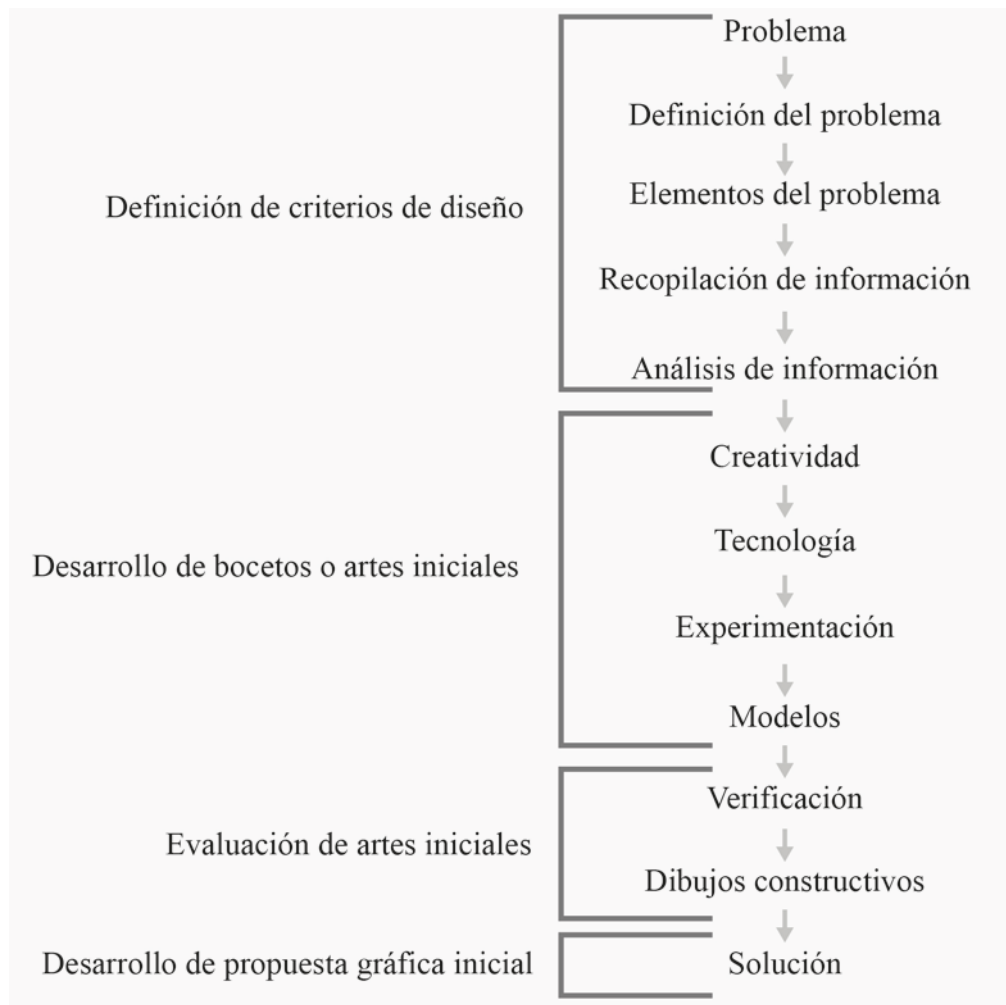 Problema
Definición del problema
Elementos del problema
Definición de criterios de diseño
Recopilación de información
Análisis de información
Creatividad
Tecnología
Desarrollo de bocetos o artes iniciales
Experimentación
Modelos
Verificación
Evaluación de artes iniciales
Dibujos constructivos
Desarrollo de propuesta gráfica inicial
Solución